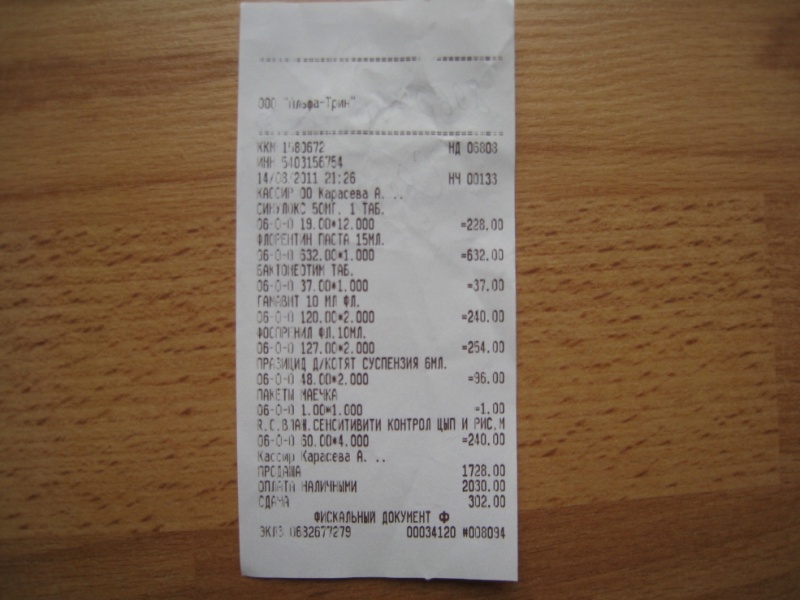 ООО "Альфа-Трин"
ККМ 1580672 НД 06808
ИНН 5403156754
14/08/2011 21:26 НЧ 00133
КАССИР 00 Карасева А. ..
СИНУЛОКС 50МГ. 1 ТАБ.
06-0-0 19.00*12.000 =228.00
ФЛОРЕНТИН ПАСТА 15МЛ.
06-0-0 632.00*1.000 =632.00
ТАБ.
06-0-0 37.00*1.000 =37.00
ГАМАВИТ 10 МЛ ФЛ.
06-0-0 120.00*2.000 =240.00
ФОСПРЕНИЛ ФЛ.10МЛ.
06-0-0 127.00*2.000 =254.00
ПРАЗИЦИД Д/КОТЯТ СУСПЕНЗИЯ 6МЛ.
06-0-0 48.00*2.000 =96.00
ПАКЕТЫ МАЕЧКА
06-0-0 1.00*1.000 =1.00
R.C.ВЛАЖ.СЕНСИТИВИТИ КОНТРОЛ ЦЫП И РИС.М
06-0-0 60.00*4.000 =240.00
Кассир Карасева А. ..
ПРОДАЖА 1728.00
ОПЛАТА НАЛИЧНЫМИ 2030.00
СДАЧА 302.00
ФИСКАЛЬНЫЙ ДОКУМЕНТ Ф
ЭКЛЗ 0632677279 00034120 #008094